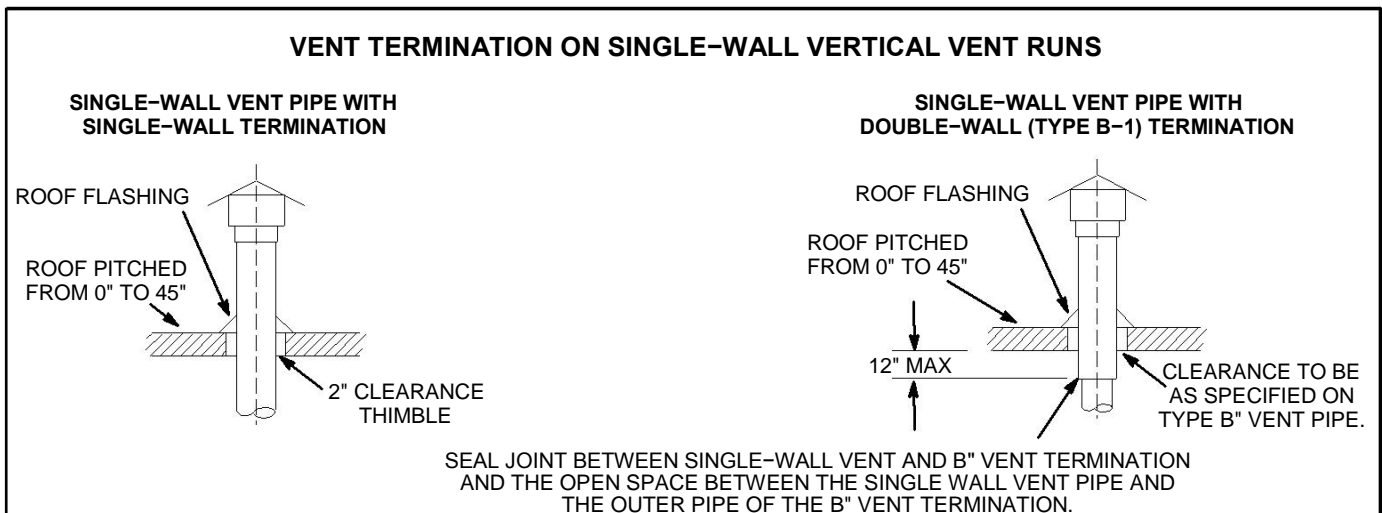 VENT TERMINATION ON SINGLE−WALL VERTICAL VENT RUNS
SINGLE−WALL VENT PIPE WITH
SINGLE−WALL TERMINATION
ROOF FLASHING
ROOF PITCHED
FROM 0" TO 45"
2" CLEARANCE
THIMBLE
SINGLE−WALL VENT PIPE WITH
DOUBLE−WALL (TYPE B−1) TERMINATION
ROOF FLASHING
ROOF PITCHED
FROM 0" TO 45"
12" MAX
CLEARANCE TO BE
AS SPECIFIED ON
TYPE B" VENT PIPE.
SEAL JOINT BETWEEN SINGLE−WALL VENT AND B" VENT TERMINATION
AND THE OPEN SPACE BETWEEN THE SINGLE WALL VENT PIPE AND
THE OUTER PIPE OF THE B" VENT TERMINATION.